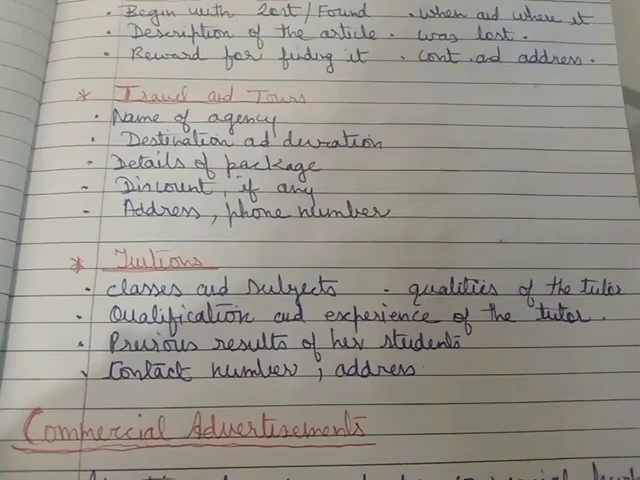 · Begin with Lost/Found · when ad where it
· Description of the article · was lost.
· Reward for finding it · Cont. ad address.
* Travel and Tours
· Name of agency
· Destination ad duration
- Details of package
- Discount, if any
- Address, phone number
* Tuitions
· Classes and subjects · qualities of the tutor
· Qualification and experience of the tutor.
· Previous results of her students
· Contact number, address.
Commercial Advertisements